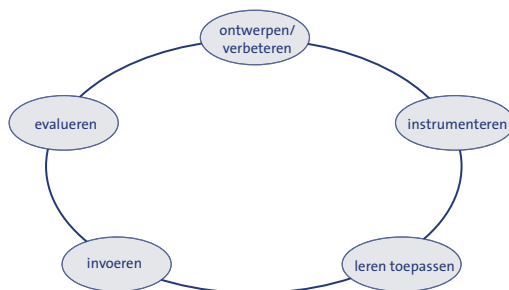 ontwerpen/
verbeteren
instrumenteren
leren toepassen
invoeren
evalueren